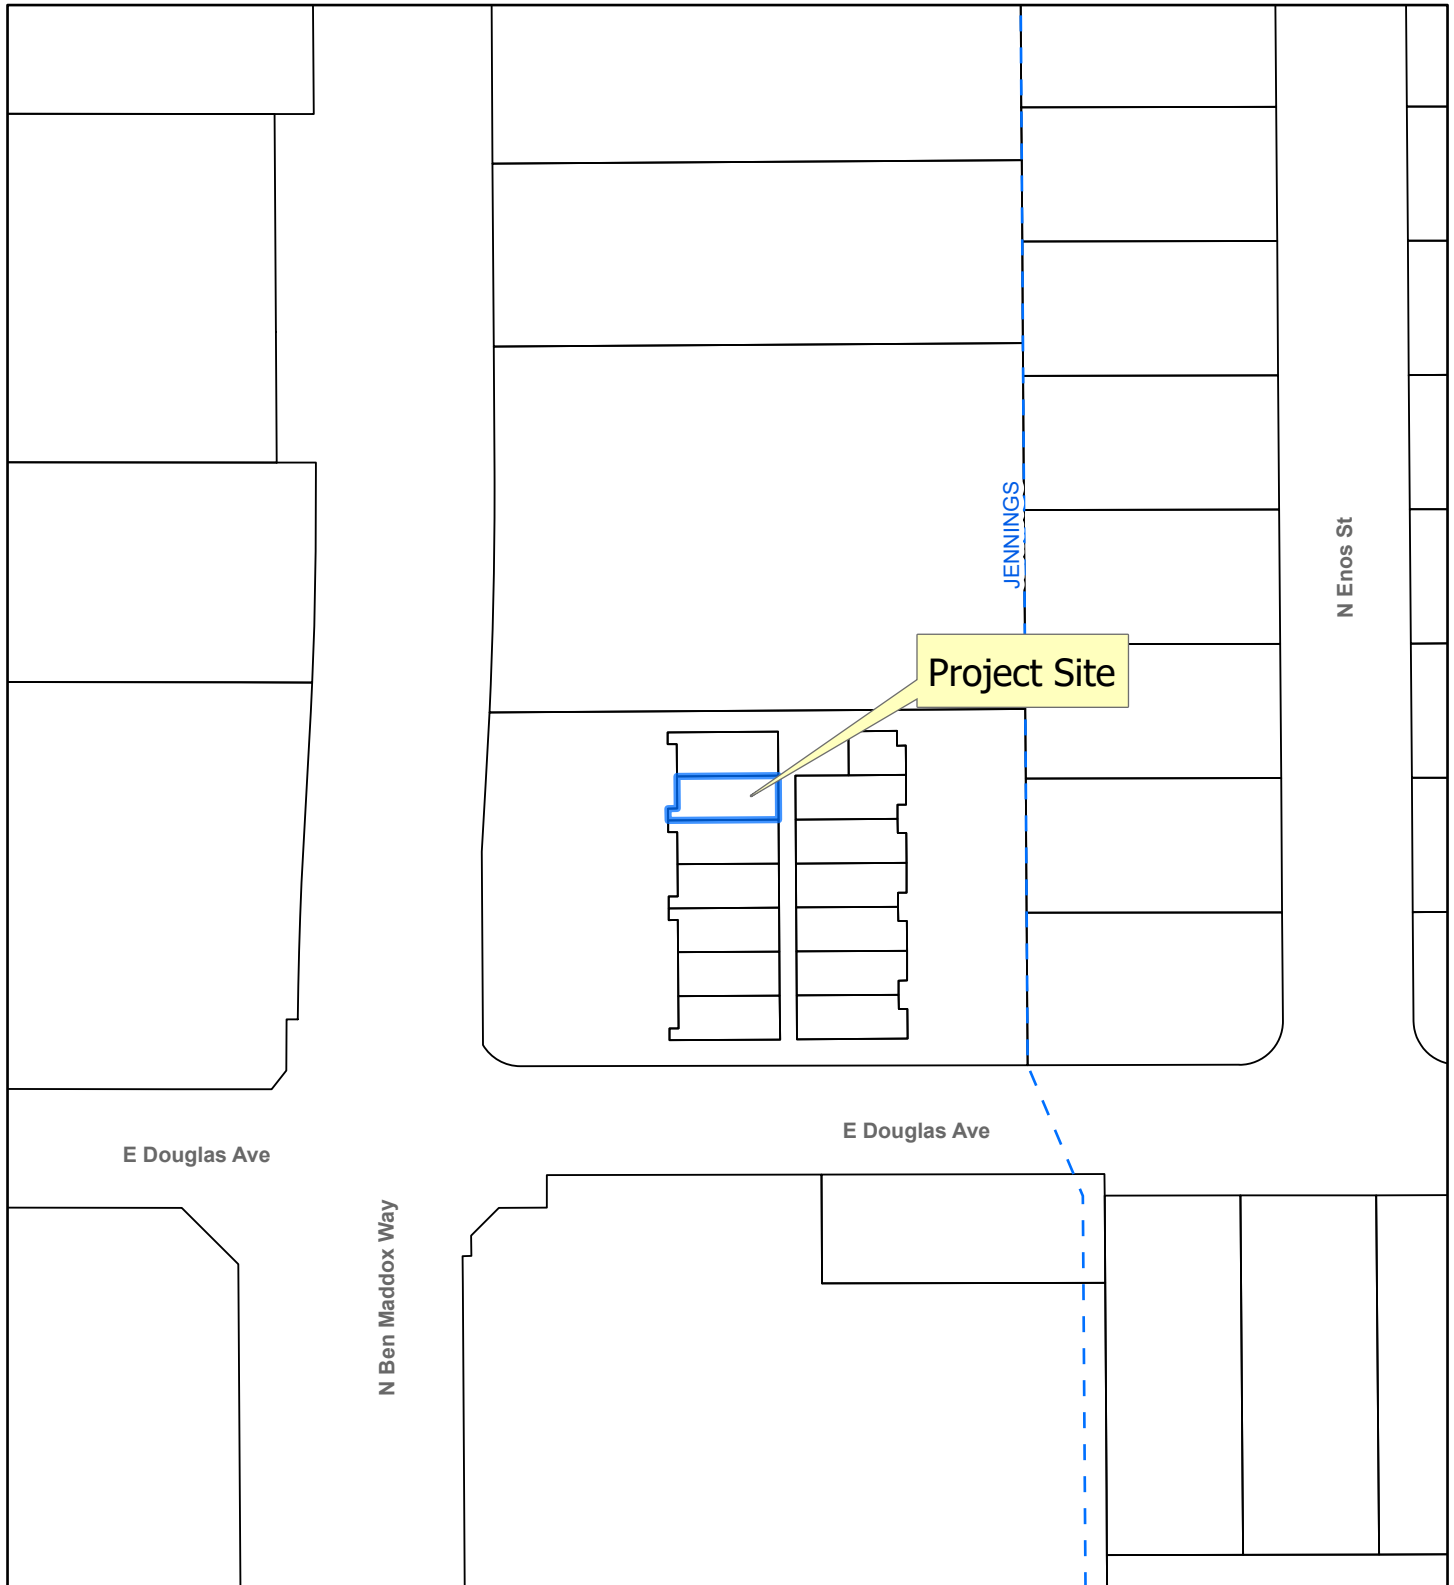 JENNINGS
N Enos St
Project Site
E Douglas Ave
E Douglas Ave
N Ben Maddox Way